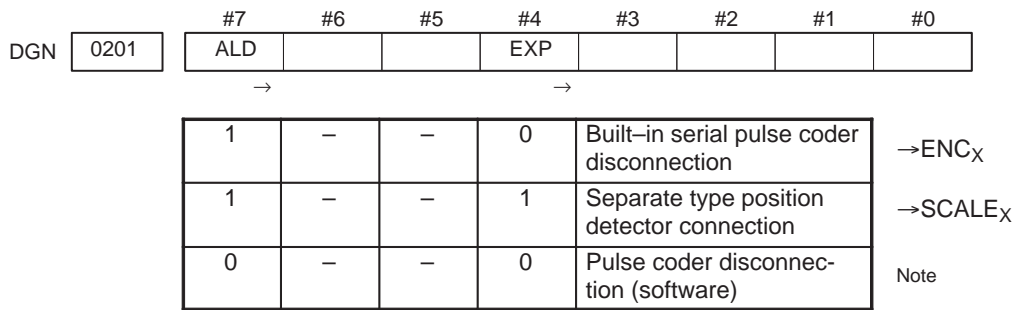 #7 #6 #5 #4 #3 #2 #1 #0
DGN 0201 ALD EXP
→ →
1 – – 0 Built–in serial pulse coder
disconnection
→ENCX
1 – – 1 Separate type position
detector connection
→SCALEX
0 – – 0 Pulse coder disconnec-
tion (software)
Note